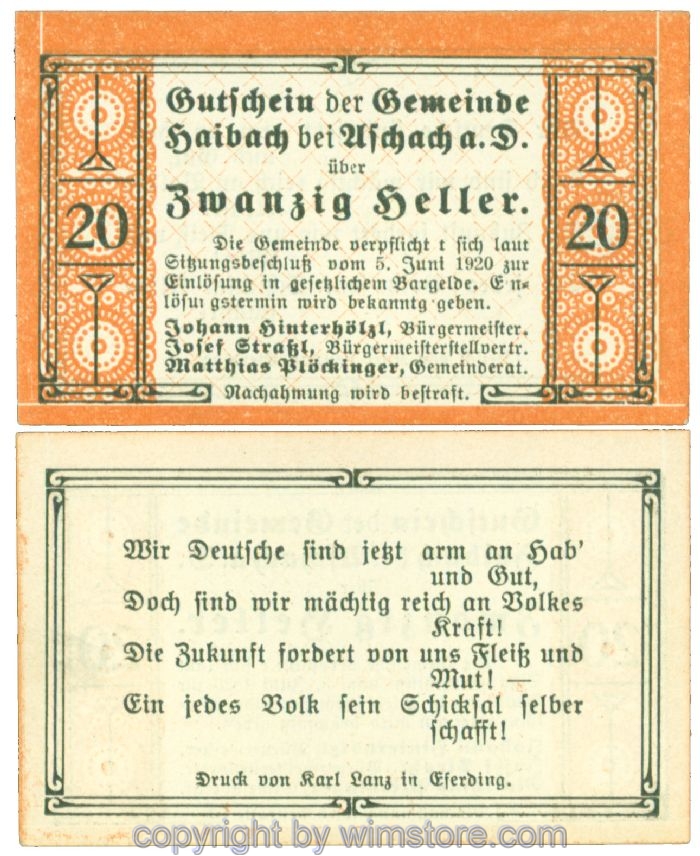 Gutschein der Gemeinde
Haibach bei Aschach a. D.
über
Zwanzig Heller.
20
20
Die Gemeinde verpflicht t sich laut
Sitzungsbeschluß vom 5. Juni 1920 zur
Einlösung in gesetzlichem Bargelde. E n=
lösu gstermin wird bekanntg geben.
Johann Hinterhölzl, Bürgermeister.
Josef Straßl, Bürgermeisterstellvertr.
Matthias Plöckinger, Gemeinderat.
Nachahmung wird bestraft.
Wir Deutsche sind jetzt arm an Hab'
und Gut,
Doch sind wir mächtig reich an Volkes
Kraft!
Die Zukunft fordert von uns Fleiß und
Mut! —
Ein jedes Volk sein Schicksal selber
schafft!
Druck von Karl Lanz in Eferding.
copyright by wimstore.com